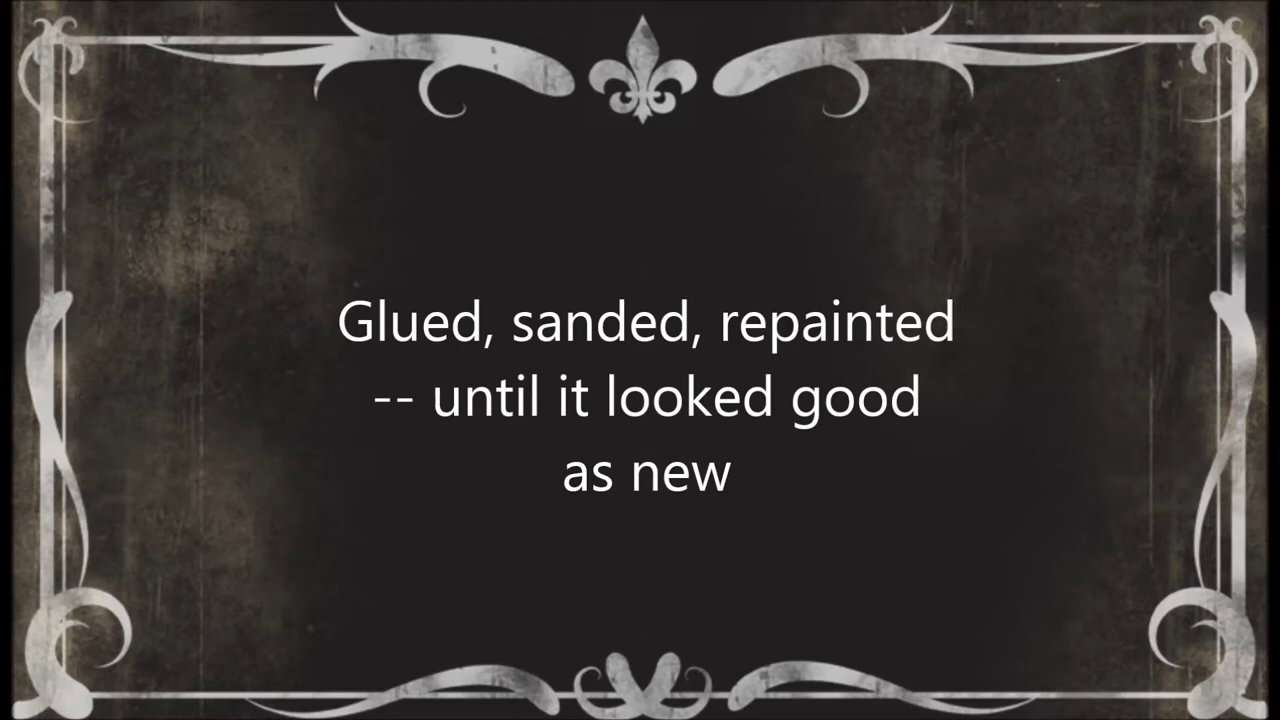 Glued, sanded, repainted
-- until it looked good
as new